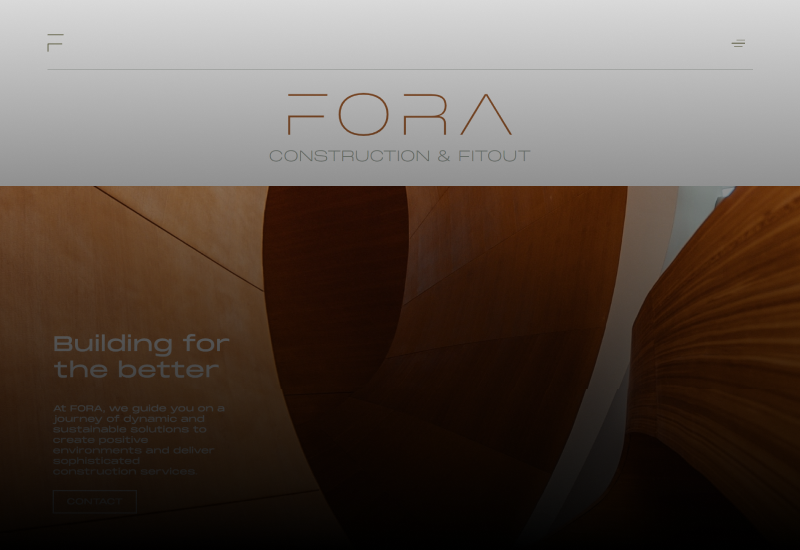 F
FORA
CONSTRUCTION & FITOUT
Building for
the better
At FORA, we guide you on a
journey of dynamic and
sustainable solutions to
create positive
environments and deliver
sophisticated
construction services.
CONTACT